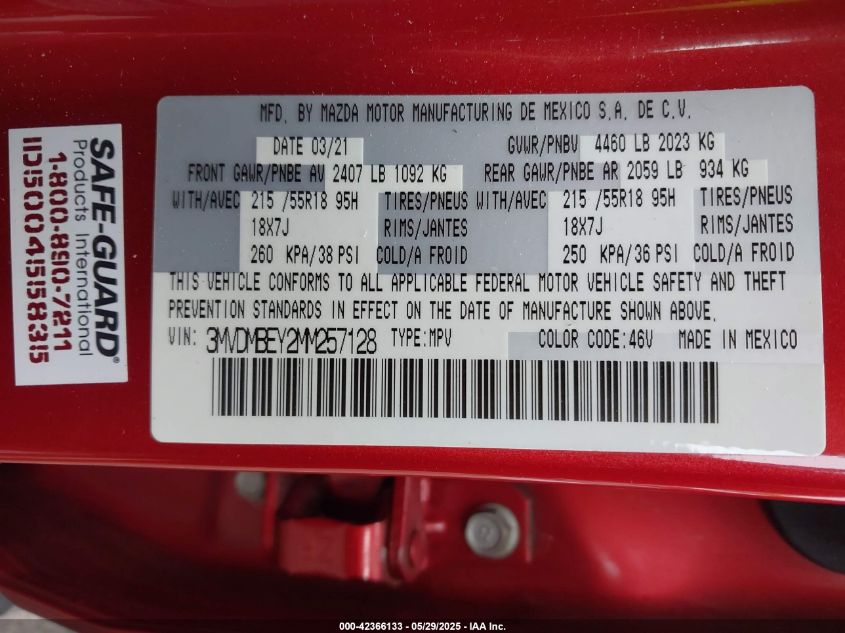 MFD. BY MAZDA MOTOR MANUFACTURING DE MEXICO S.A. DE C.V.
DATE 03/21 GVWR/PNBV 4460 LB 2023 KG
FRONT GAWR/PNBE AV 2407 LB 1092 KG REAR GAWR/PNBE AR 2059 LB 934 KG
WITH/AVEC 215 /55R18 95H TIRES/PNEUS WITH/AVEC 215 /55R18 95H TIRES/PNEUS
18X7J RIMS/JANTES 18X7J RIMS/JANTES
260 KPA/38 PSI COLD/A FROID 250 KPA/36 PSI COLD/A FROID
THIS VEHICLE CONFORMS TO ALL APPLICABLE FEDERAL MOTOR VEHICLE SAFETY AND THEFT
PREVENTION STANDARDS IN EFFECT ON THE DATE OF MANUFACTURE SHOWN ABOVE.
VIN: 3MVDMBEY2MM257128 TYPE:MPV COLOR CODE:46V MADE IN MEXICO
SAFE-GUARD®
Products International
1-800-890-7211
11D15004515835
000-42366133 - 05/29/2025 - IAA Inc.